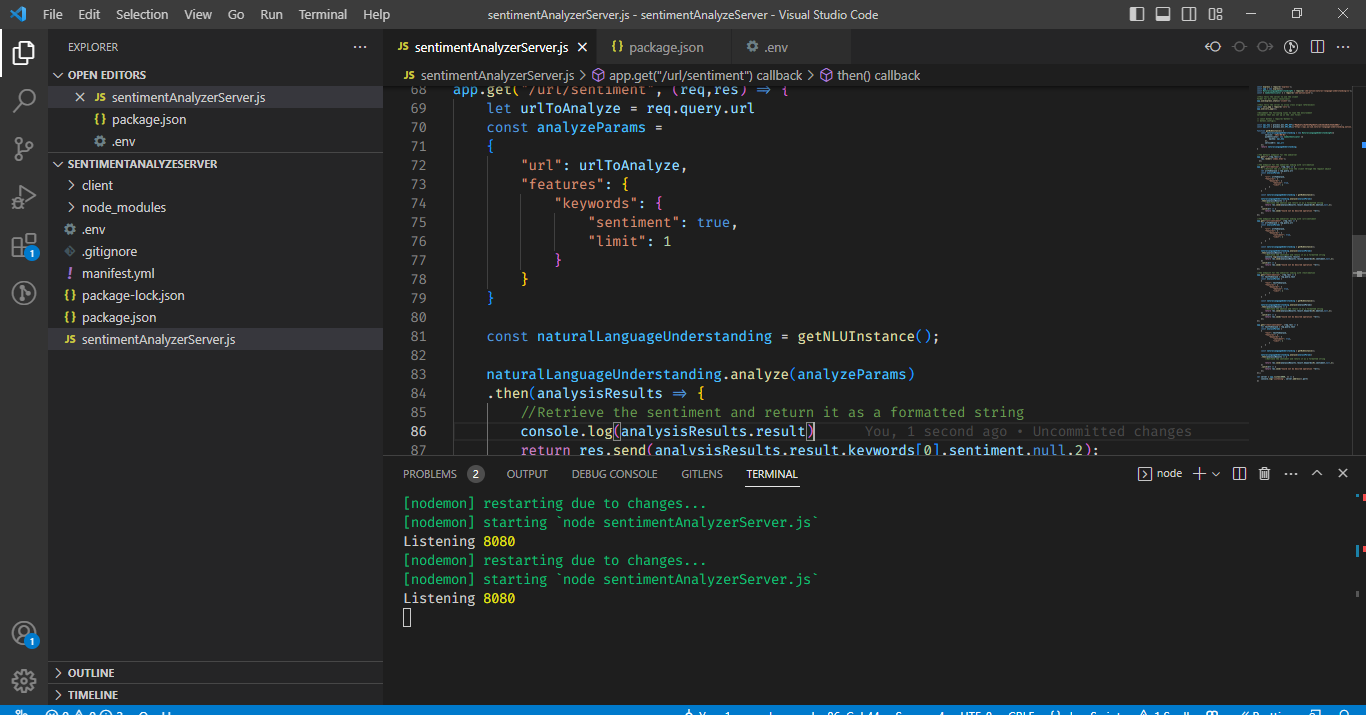 File Edit Selection View Go Run Terminal Help sentimentAnalyzerServer.js - sentimentAnalyzeServer - Visual Studio Code
EXPLORER
OPEN EDITORS
JS sentimentAnalyzerServer.js
{} package.json
.env
SENTIMENTANALYZESERVER
client
node_modules
.env
.gitignore
! manifest.yml
{} package-lock.json
{} package.json
JS sentimentAnalyzerServer.js
OUTLINE
TIMELINE
1
1
JS sentimentAnalyzerServer.js {} package.json .env
JS sentimentAnalyzerServer.js > app.get("/url/sentiment") callback > then() callback
68 app.get("/url/sentiment", (req,res) => {
69 let urlToAnalyze = req.query.url
70 const analyzeParams =
71 {
72 "url": urlToAnalyze,
73 "features": {
74 "keywords": {
75 "sentiment": true,
76 "limit": 1
77 }
78 }
79 }
80
81 const naturalLanguageUnderstanding = getNLUInstance();
82
83 naturalLanguageUnderstanding.analyze(analyzeParams)
84 .then(analysisResults => {
85 //Retrieve the sentiment and return it as a formatted string
86 console.log(analysisResults.result) You, 1 second ago • Uncommitted changes
87 return res.send(analysisResults.result.keywords[0].sentiment,null,2);
PROBLEMS 2 OUTPUT DEBUG CONSOLE GITLENS TERMINAL node
[nodemon] restarting due to changes...
[nodemon] starting `node sentimentAnalyzerServer.js`
Listening 8080
[nodemon] restarting due to changes...
[nodemon] starting `node sentimentAnalyzerServer.js`
Listening 8080